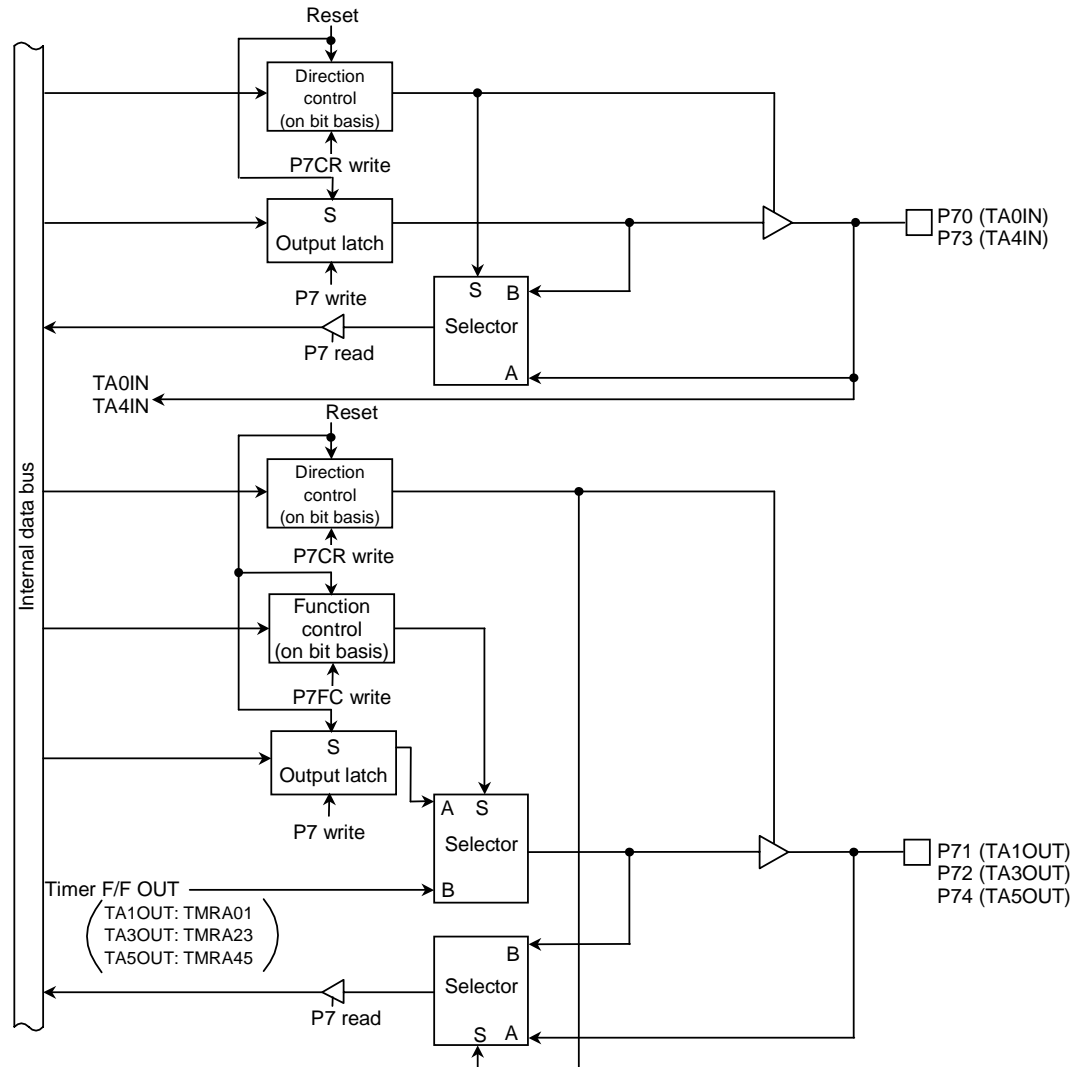 Reset
Direction
control
(on bit basis)
P7CR write
S
Output latch
P7 write
P70 (TA0IN)
P73 (TA4IN)
S B
Selector
A
P7 read
TA0IN
TA4IN
Internal data bus
Reset
Direction
control
(on bit basis)
P7CR write
Function
control
(on bit basis)
P7FC write
S
Output latch
P7 write
A S
Selector
B
Timer F/F OUT
TA1OUT: TMRA01
TA3OUT: TMRA23
TA5OUT: TMRA45
P71 (TA1OUT)
P72 (TA3OUT)
P74 (TA5OUT)
B
Selector
S A
P7 read